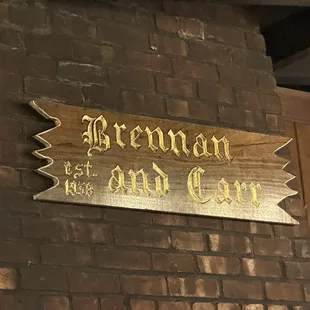 Brennan
est. and Carr
1938